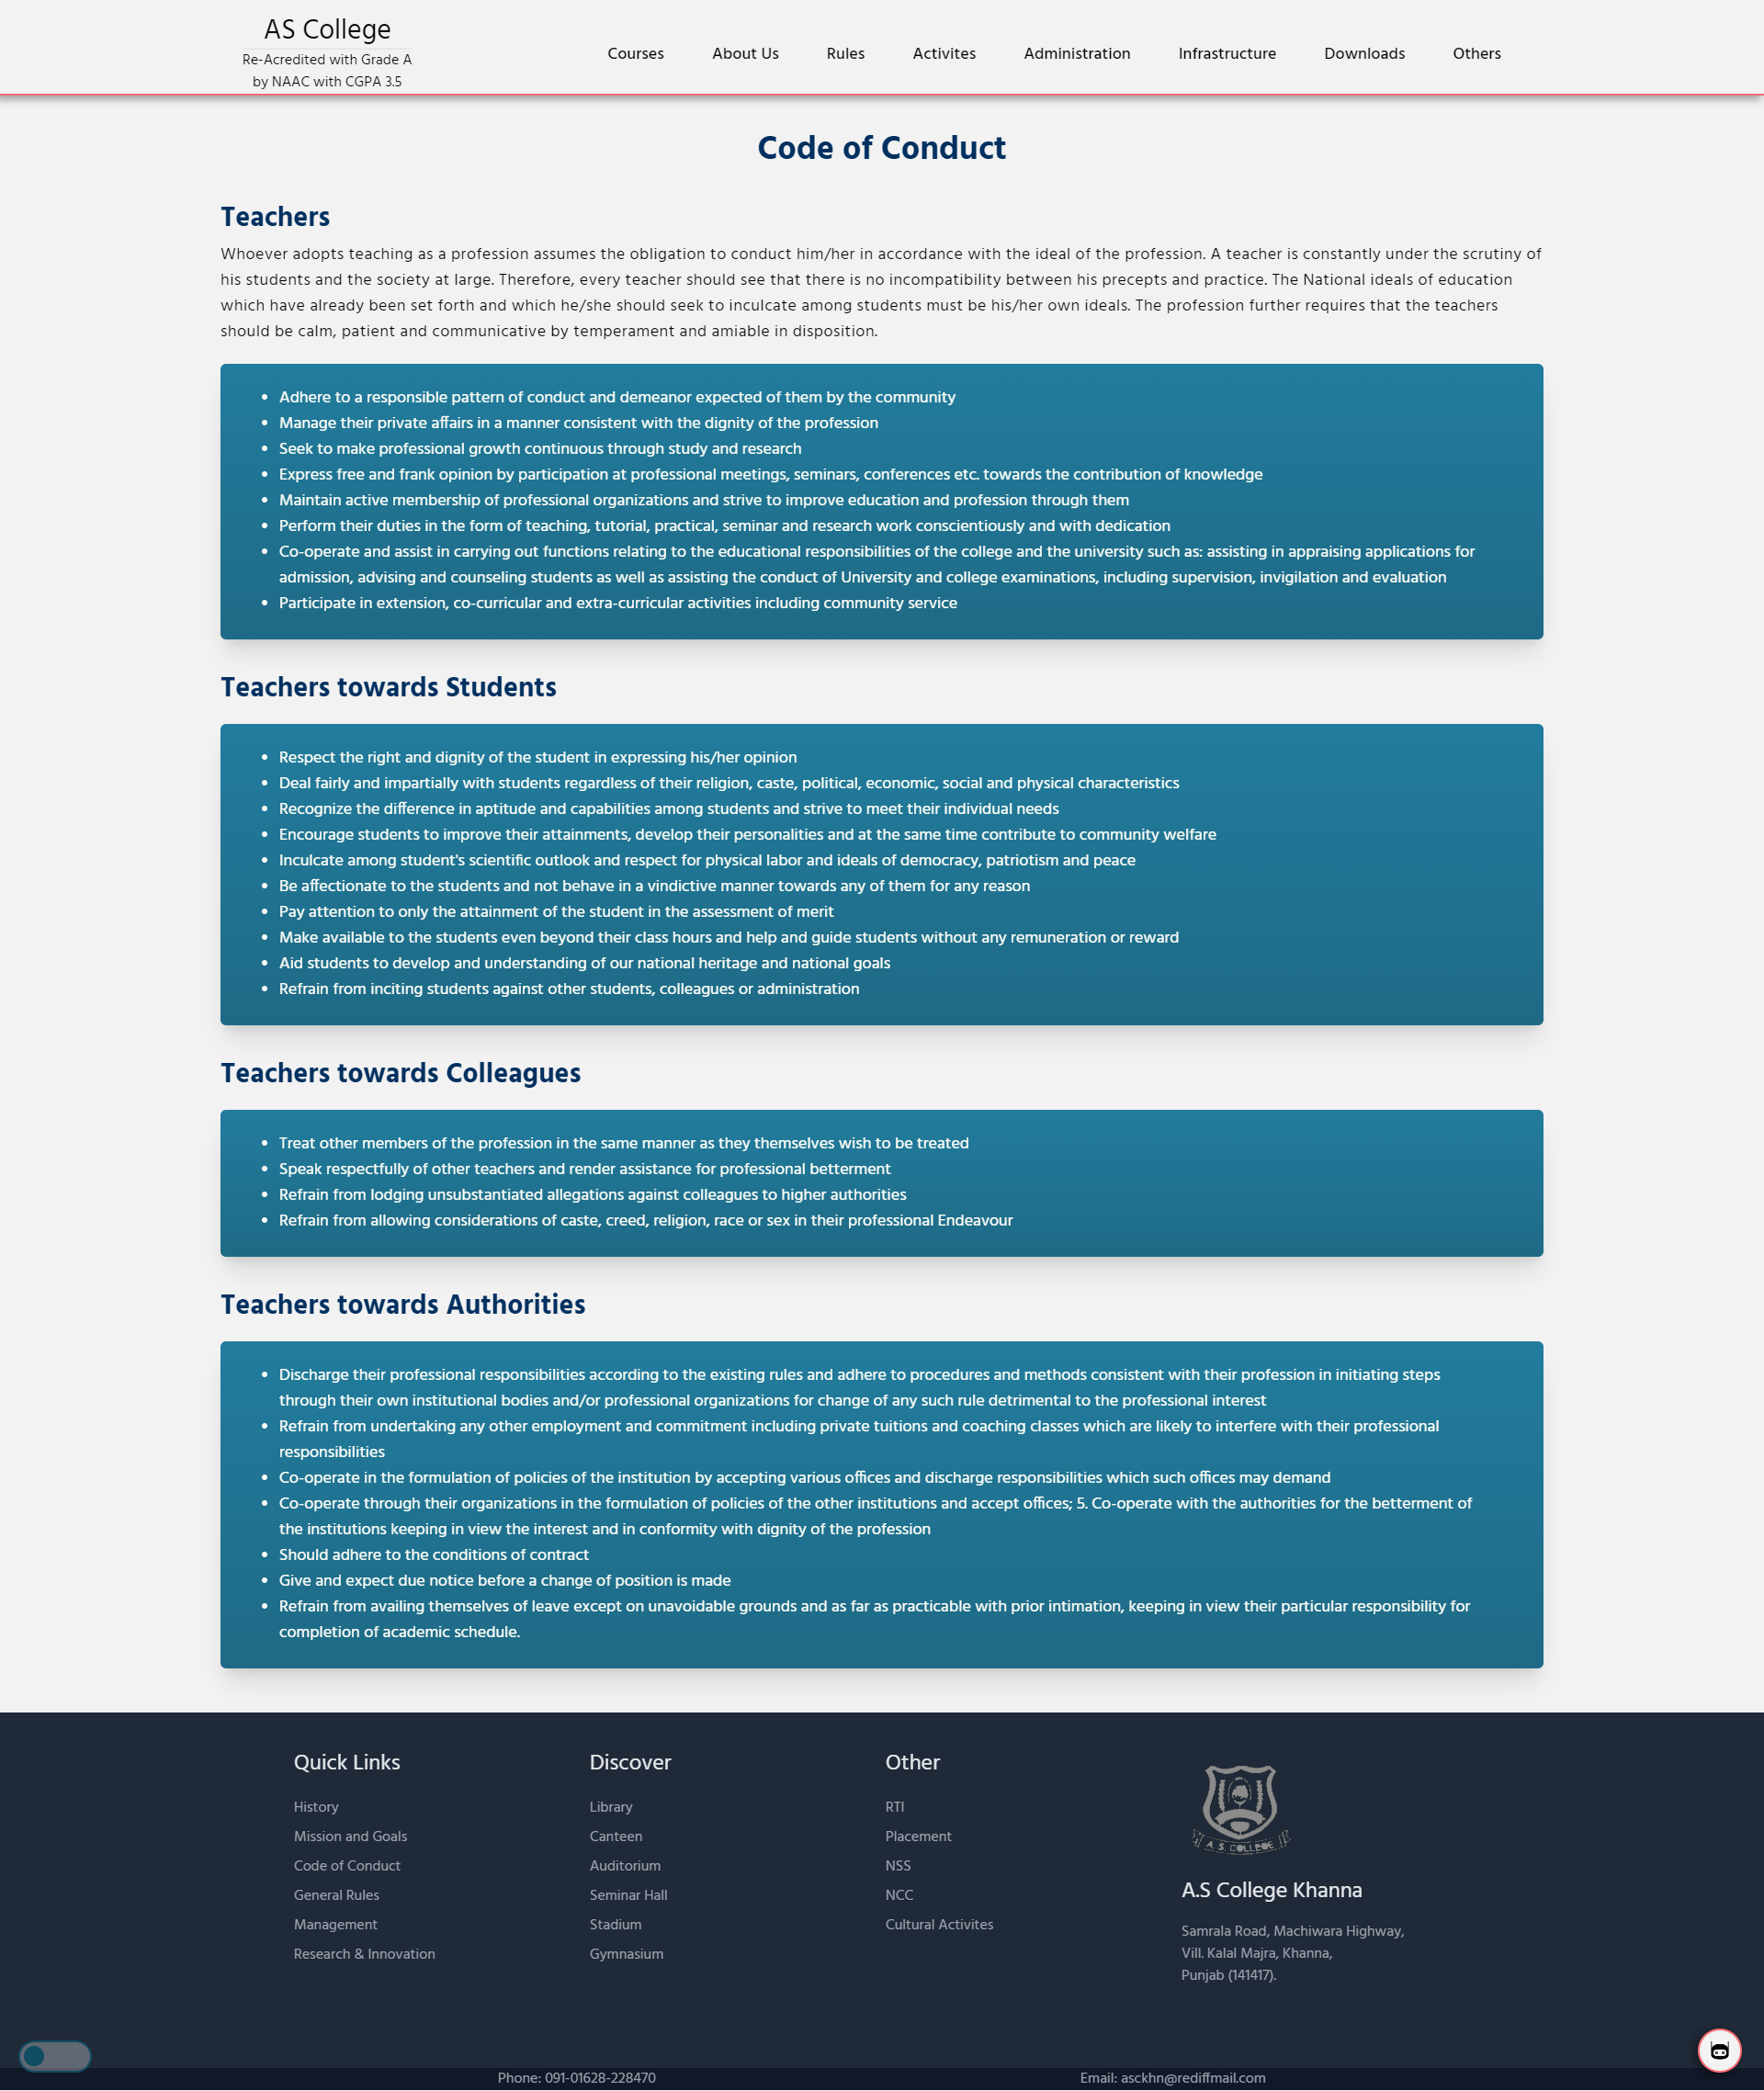 AS College
Re-Acredited with Grade A
by NAAC with CGPA 3.5
Courses
About Us
Rules
Activites
Administration
Infrastructure
Downloads
Others
Code of Conduct
Teachers
Whoever adopts teaching as a profession assumes the obligation to conduct him/her in accordance with the ideal of the profession. A teacher is constantly under the scrutiny of
his students and the society at large. Therefore, every teacher should see that there is no incompatibility between his precepts and practice. The National ideals of education
which have already been set forth and which he/she should seek to inculcate among students must be his/her own ideals. The profession further requires that the teachers
should be calm, patient and communicative by temperament and amiable in disposition.
• Adhere to a responsible pattern of conduct and demeanor expected of them by the community
• Manage their private affairs in a manner consistent with the dignity of the profession
• Seek to make professional growth continuous through study and research
• Express free and frank opinion by participation at professional meetings, seminars, conferences etc. towards the contribution of knowledge
• Maintain active membership of professional organizations and strive to improve education and profession through them
• Perform their duties in the form of teaching, tutorial, practical, seminar and research work conscientiously and with dedication
• Co-operate and assist in carrying out functions relating to the educational responsibilities of the college and the university such as: assisting in appraising applications for
admission, advising and counseling students as well as assisting the conduct of University and college examinations, including supervision, invigilation and evaluation
• Participate in extension, co-curricular and extra-curricular activities including community service
Teachers towards Students
• Respect the right and dignity of the student in expressing his/her opinion
• Deal fairly and impartially with students regardless of their religion, caste, political, economic, social and physical characteristics
• Recognize the difference in aptitude and capabilities among students and strive to meet their individual needs
• Encourage students to improve their attainments, develop their personalities and at the same time contribute to community welfare
• Inculcate among student's scientific outlook and respect for physical labor and ideals of democracy, patriotism and peace
• Be affectionate to the students and not behave in a vindictive manner towards any of them for any reason
• Pay attention to only the attainment of the student in the assessment of merit
• Make available to the students even beyond their class hours and help and guide students without any remuneration or reward
• Aid students to develop and understanding of our national heritage and national goals
• Refrain from inciting students against other students, colleagues or administration
Teachers towards Colleagues
• Treat other members of the profession in the same manner as they themselves wish to be treated
• Speak respectfully of other teachers and render assistance for professional betterment
• Refrain from lodging unsubstantiated allegations against colleagues to higher authorities
• Refrain from allowing considerations of caste, creed, religion, race or sex in their professional Endeavour
Teachers towards Authorities
• Discharge their professional responsibilities according to the existing rules and adhere to procedures and methods consistent with their profession in initiating steps
through their own institutional bodies and/or professional organizations for change of any such rule detrimental to the professional interest
• Refrain from undertaking any other employment and commitment including private tuitions and coaching classes which are likely to interfere with their professional
responsibilities
• Co-operate in the formulation of policies of the institution by accepting various offices and discharge responsibilities which such offices may demand
• Co-operate through their organizations in the formulation of policies of the other institutions and accept offices; 5. Co-operate with the authorities for the betterment of
the institutions keeping in view the interest and in conformity with dignity of the profession
• Should adhere to the conditions of contract
• Give and expect due notice before a change of position is made
• Refrain from availing themselves of leave except on unavoidable grounds and as far as practicable with prior intimation, keeping in view their particular responsibility for
completion of academic schedule.
Quick Links
History
Mission and Goals
Code of Conduct
General Rules
Management
Research & Innovation
Discover
Library
Canteen
Auditorium
Seminar Hall
Stadium
Gymnasium
Other
RTI
Placement
NSS
NCC
Cultural Activites
A. S. COLLEGE
A.S College Khanna
Samrala Road, Machiwara Highway,
Vill. Kalal Majra, Khanna,
Punjab (141417).
Phone: 091-01628-228470
Email: asckhn@rediffmail.com